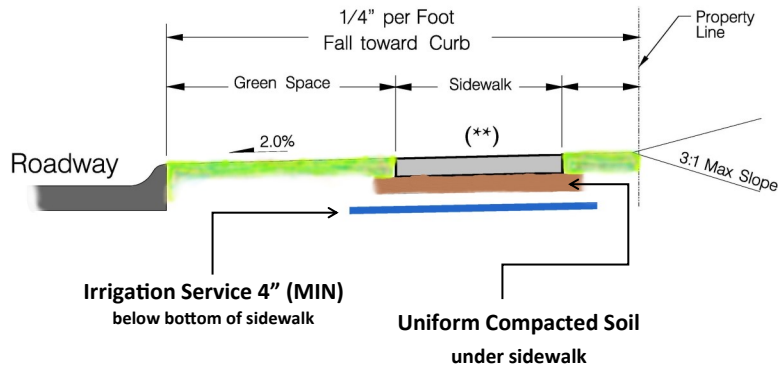 1/4” per Foot
Fall toward Curb
Property
Line
Green Space
Sidewalk
2.0%
(**)
Roadway
3:1 Max Slope
Irrigation Service 4” (MIN)
below bottom of sidewalk
Uniform Compacted Soil
under sidewalk